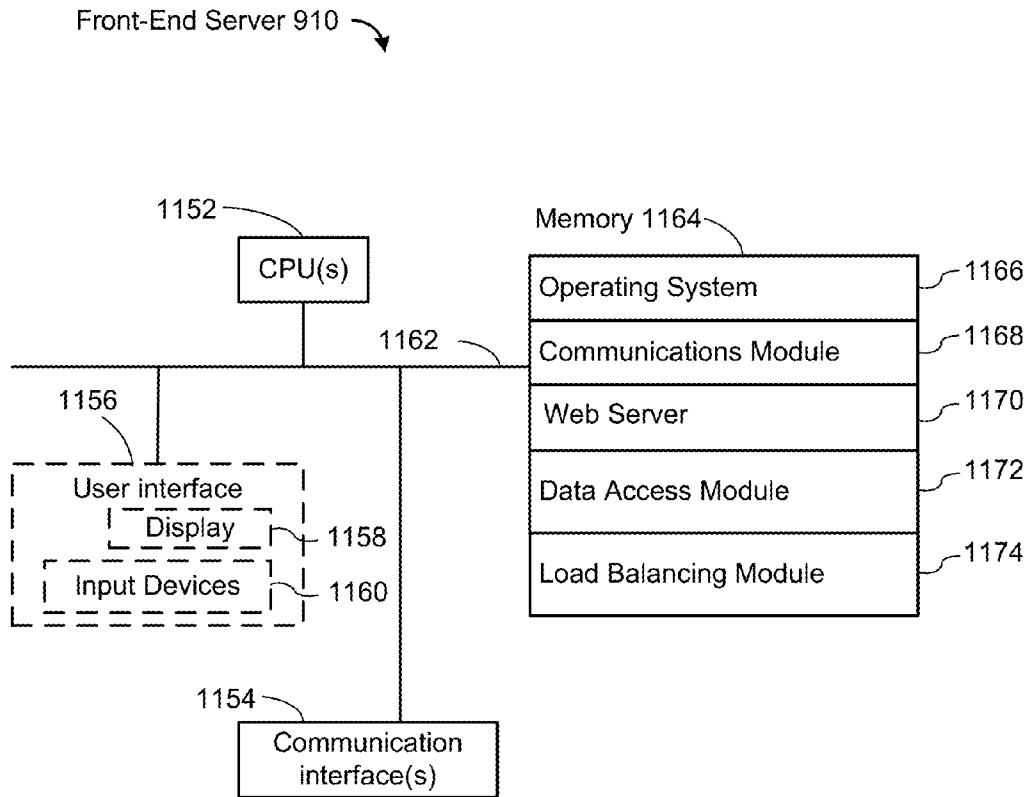 Front-End Server 910
1152
CPU(s)
Memory 1164
Operating System
1166
1162
Communications Module
1168
Web Server
1170
1156
User interface
Display
1158
Input Devices
1160
Data Access Module
1172
Load Balancing Module
1174
1154
Communication
interface(s)